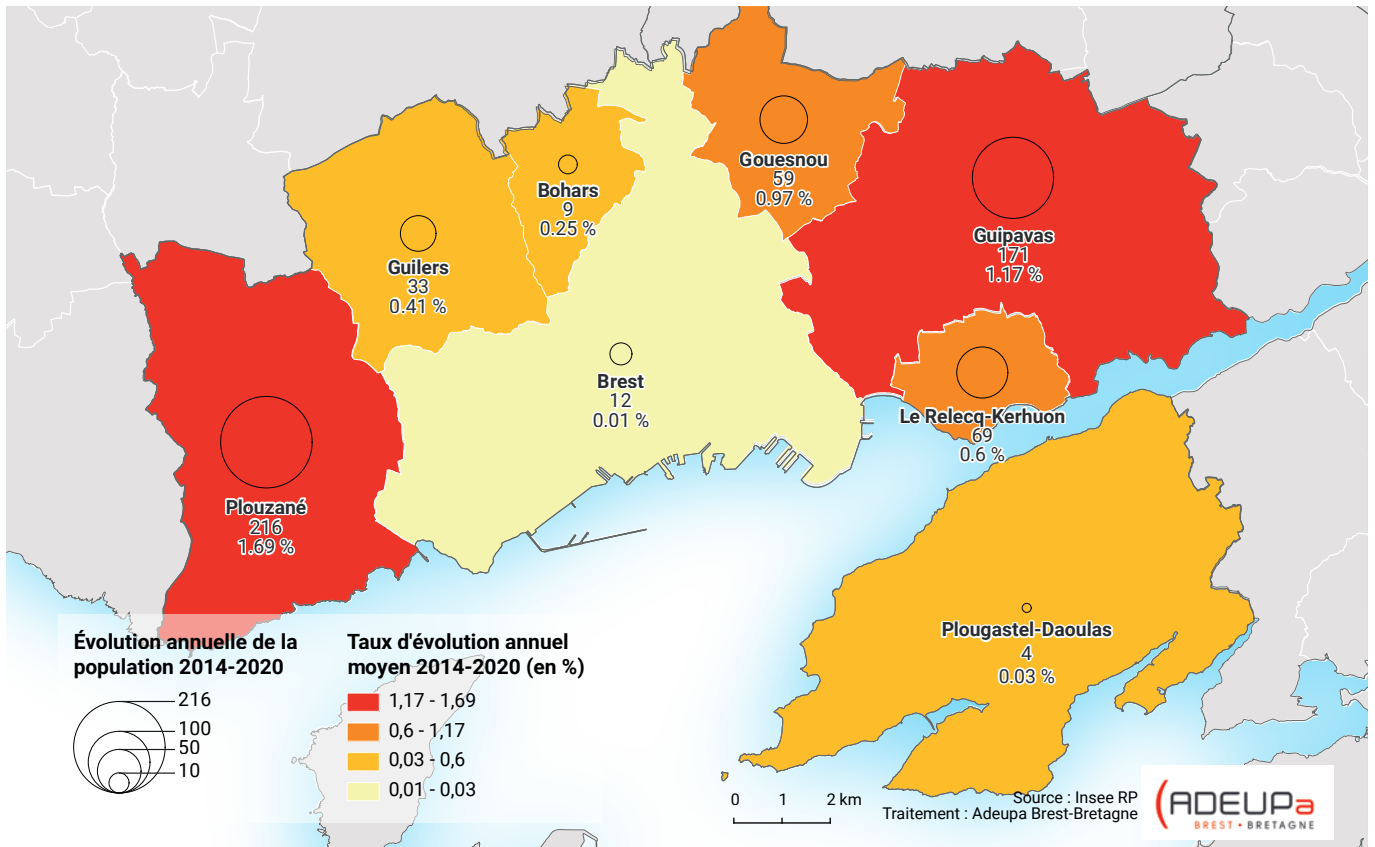 Gouesnou
59
0.97 %
Bohars
9
0.25 %
Guipavas
171
1.17 %
Guilers
33
0.41 %
Brest
12
0.01 %
Le Relecq-Kerhuon
69
0.6 %
Plouzané
216
1.69 %
Plougastel-Daoulas
4
0.03 %
Évolution annuelle de la
population 2014-2020
216
100
50
10
Taux d'évolution annuel
moyen 2014-2020 (en %)
1,17 - 1,69
0,6 - 1,17
0,03 - 0,6
0,01 - 0,03
0 1 2 km
Source : Insee RP
Traitement : Adeupa Brest-Bretagne
ADEUPa
BREST • BRETAGNE